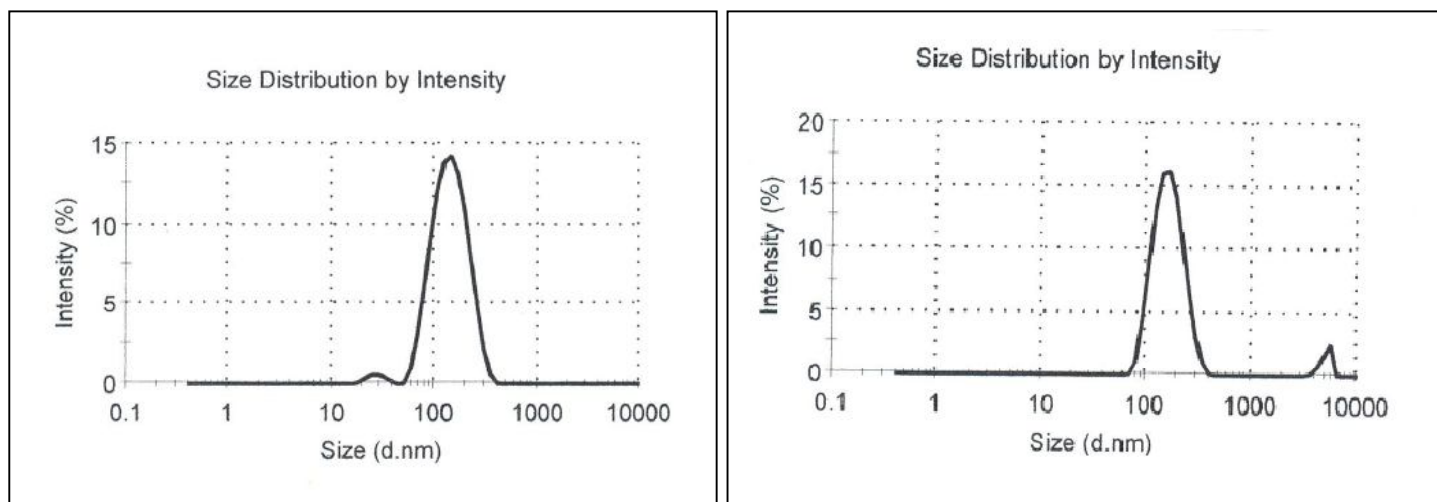 Size Distribution by Intensity
15
10
5
0
Intensity (%)
0.1 1 10 100 1000 10000
Size (d.nm)
Size Distribution by Intensity
20
15
10
5
0
Intensity (%)
0.1 1 10 100 1000 10000
Size (d.nm)